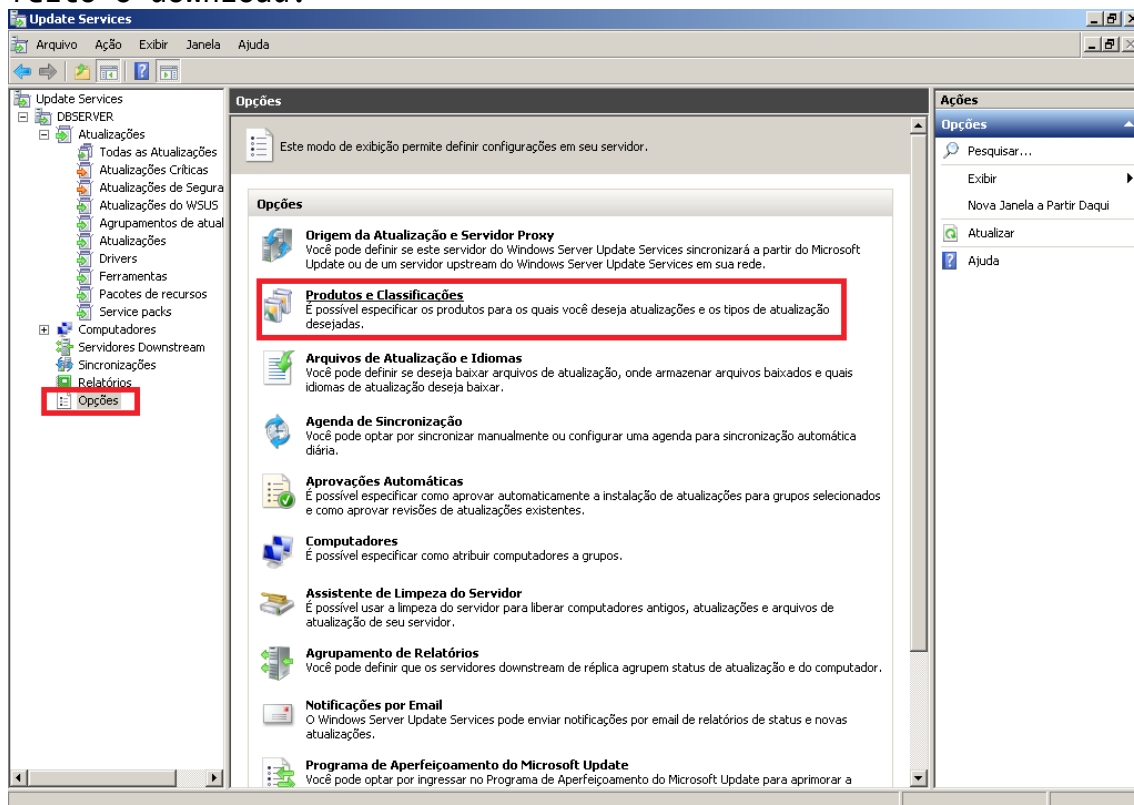 feito o download.
Update Services
Arquivo Ação Exibir Janela Ajuda
Update Services
DBSERVER
Atualizações
Todas as Atualizações
Atualizações Críticas
Atualizações de Segura
Atualizações do WSUS
Agrupamentos de atual
Atualizações
Drivers
Ferramentas
Pacotes de recursos
Service packs
Computadores
Servidores Downstream
Sincronizações
Relatórios
Opções
Opções
Este modo de exibição permite definir configurações em seu servidor.
Opções
Origem da Atualização e Servidor Proxy
Você pode definir se este servidor do Windows Server Update Services sincronizará a partir do Microsoft
Update ou de um servidor upstream do Windows Server Update Services em sua rede.
Produtos e Classificações
É possível especificar os produtos para os quais você deseja atualizações e os tipos de atualização
desejadas.
Arquivos de Atualização e Idiomas
Você pode definir se deseja baixar arquivos de atualização, onde armazenar arquivos baixados e quais
idiomas de atualização deseja baixar.
Agenda de Sincronização
Você pode optar por sincronizar manualmente ou configurar uma agenda para sincronização automática
diária.
Aprovações Automáticas
É possível especificar como aprovar automaticamente a instalação de atualizações para grupos selecionados
e como aprovar revisões de atualizações existentes.
Computadores
É possível especificar como atribuir computadores a grupos.
Assistente de Limpeza do Servidor
É possível usar a limpeza do servidor para liberar computadores antigos, atualizações e arquivos de
atualização de seu servidor.
Agrupamento de Relatórios
Você pode definir que os servidores downstream de réplica agrupem status de atualização e do computador.
Notificações por Email
O Windows Server Update Services pode enviar notificações por email de relatórios de status e novas
atualizações.
Programa de Aperfeiçoamento do Microsoft Update
Você pode optar por ingressar no Programa de Aperfeiçoamento do Microsoft Update para aprimorar a
Ações
Opções
Pesquisar...
Exibir
Nova Janela a Partir Daqui
Atualizar
Ajuda